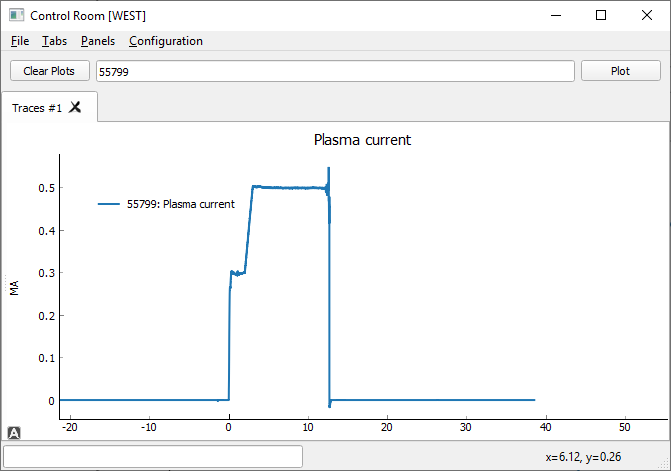 Control Room [WEST]
File Tabs Panels Configuration
Clear Plots 55799 Plot
Traces #1
Plasma current
0.5
55799: Plasma current
0.4
0.3
MA
0.2
0.1
0
-20 -10 0 10 20 30 40 50
A
x=6.12, y=0.26